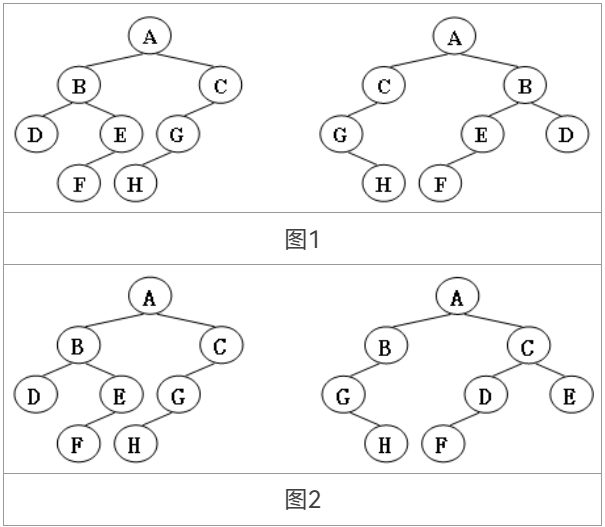 A A
B C C B
D E G G E D
F H H F
图1
A A
B C B C
D E G G D E
F H H F
图2